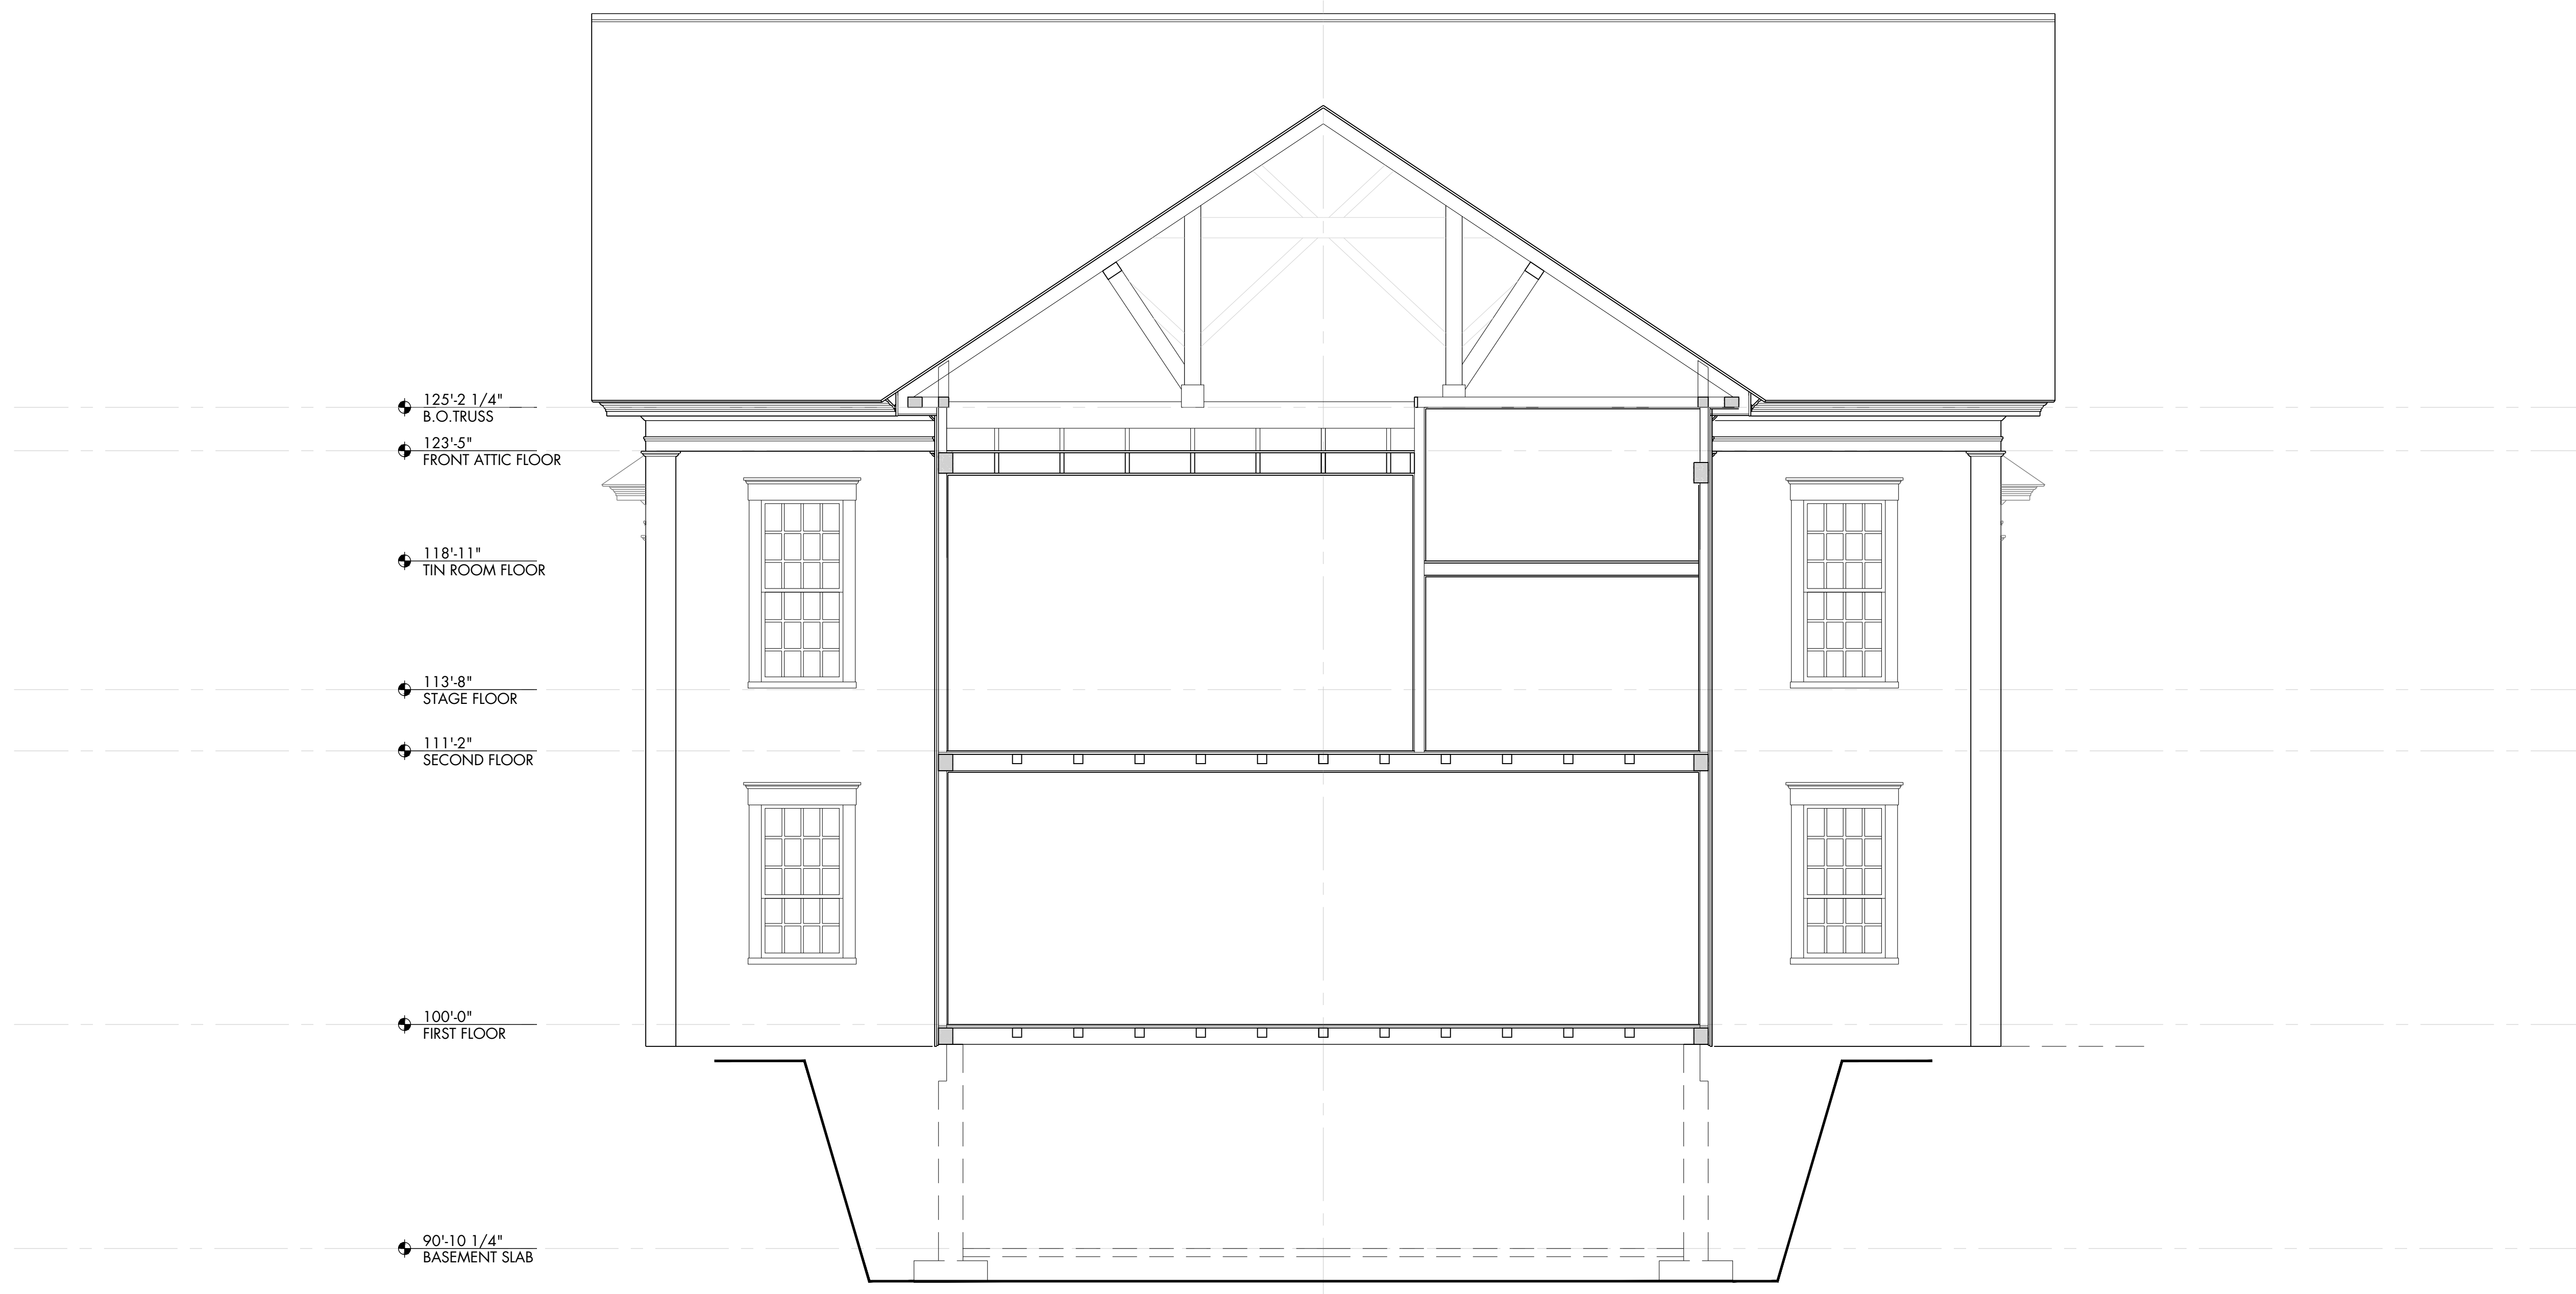 125'-2 1/4"
B.O.TRUSS
123'-5"
FRONT ATTIC FLOOR
118'-11"
TIN ROOM FLOOR
113'-8"
STAGE FLOOR
111'-2"
SECOND FLOOR
100'-0"
FIRST FLOOR
90'-10 1/4"
BASEMENT SLAB